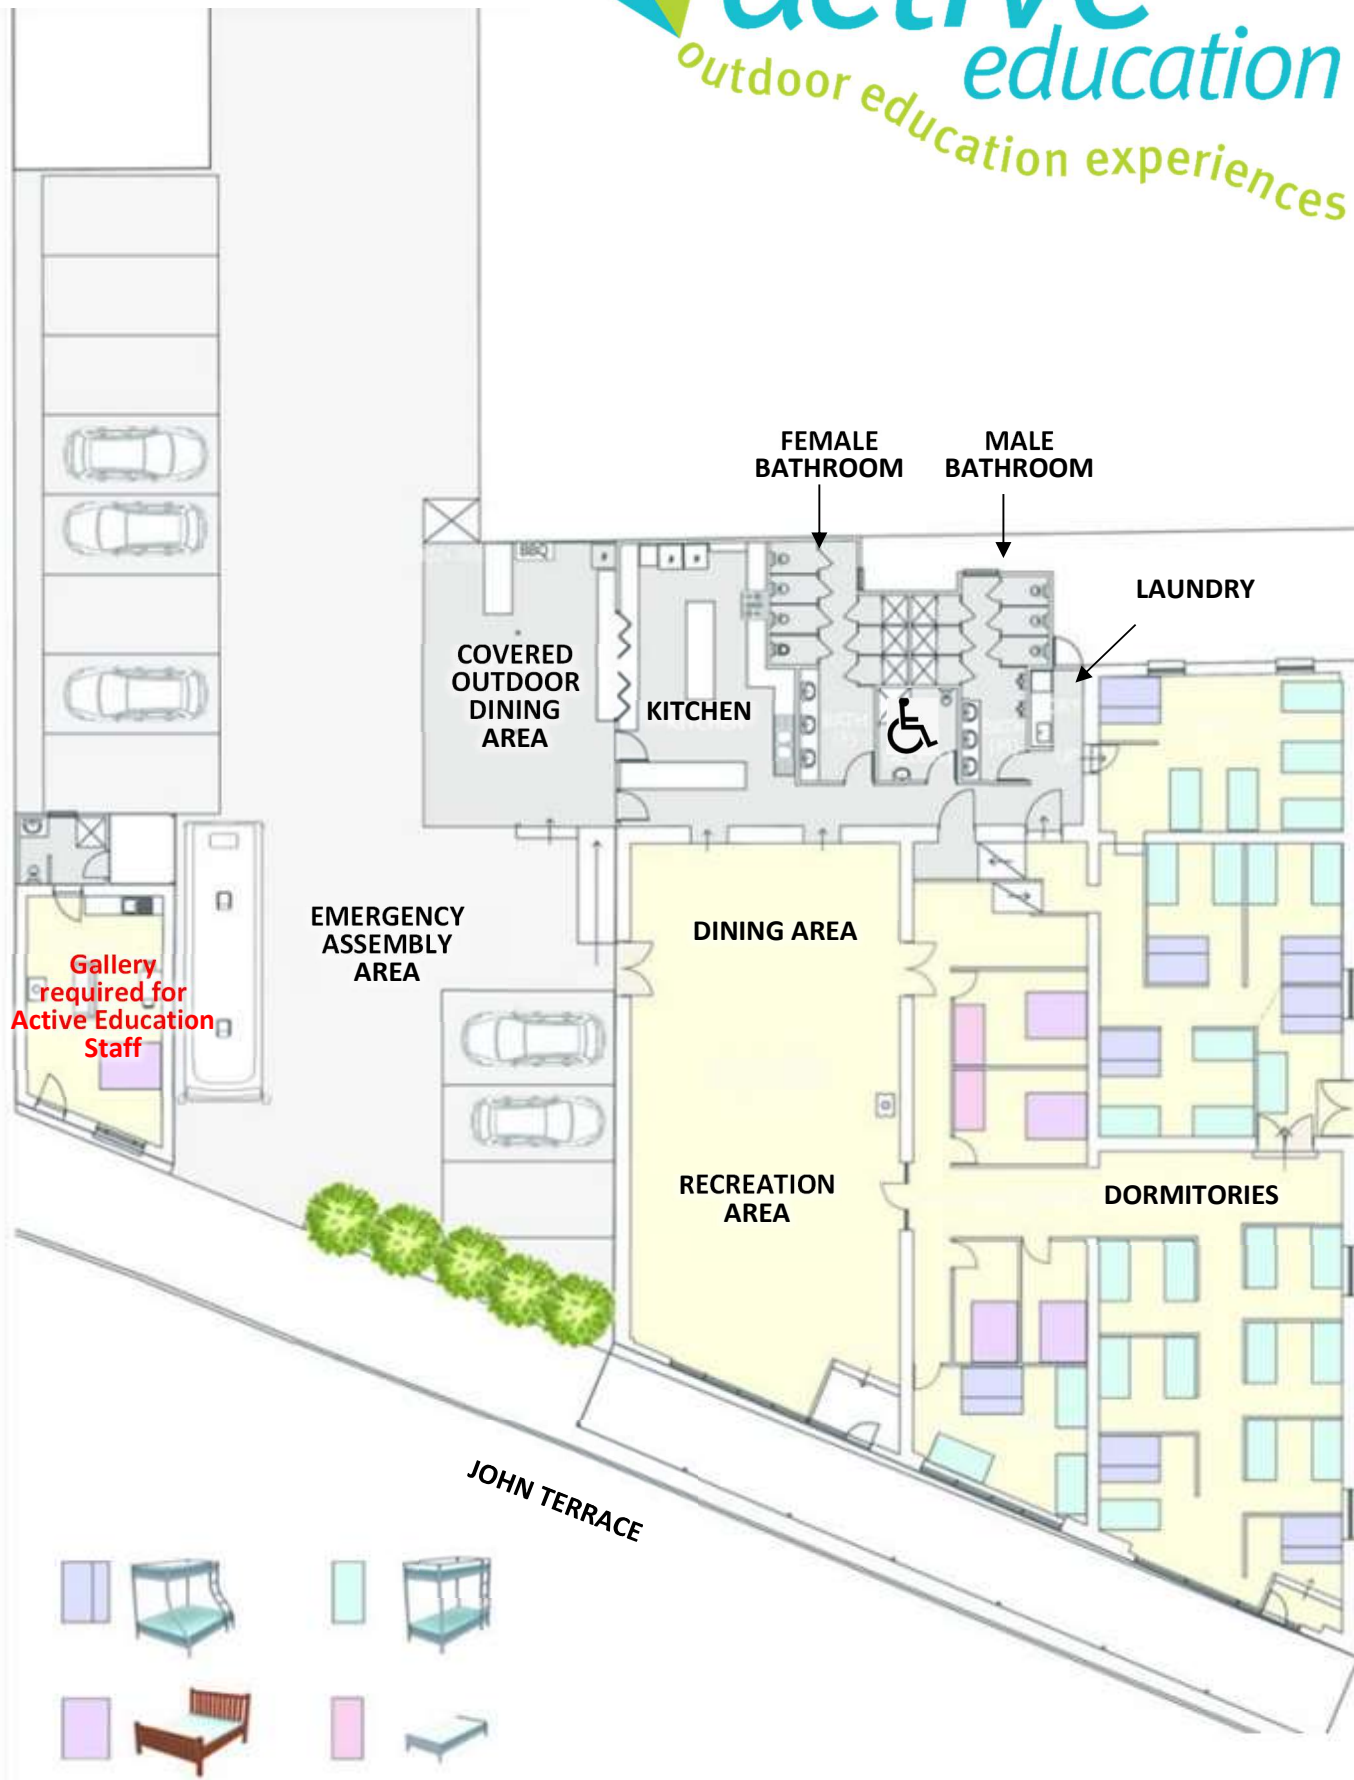 active
education
outdoor education experiences
FEMALE
BATHROOM
MALE
BATHROOM
LAUNDRY
BBQ
COVERED
OUTDOOR
DINING
AREA
KITCHEN
EMERGENCY
ASSEMBLY
AREA
DINING AREA
Gallery
required for
Active Education
Staff
RECREATION
AREA
DORMITORIES
JOHN TERRACE